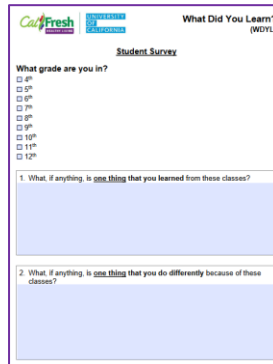 CalFresh
HEALTHY LIVING
UNIVERSITY
OF
CALIFORNIA
What Did You Learn?
(WDYL
Student Survey
What grade are you in?
4th
5th
6th
7th
8th
9th
10th
11th
12th
1. What, if anything, is one thing that you learned from these classes?
2. What, if anything, is one thing that you do differently because of these
classes?